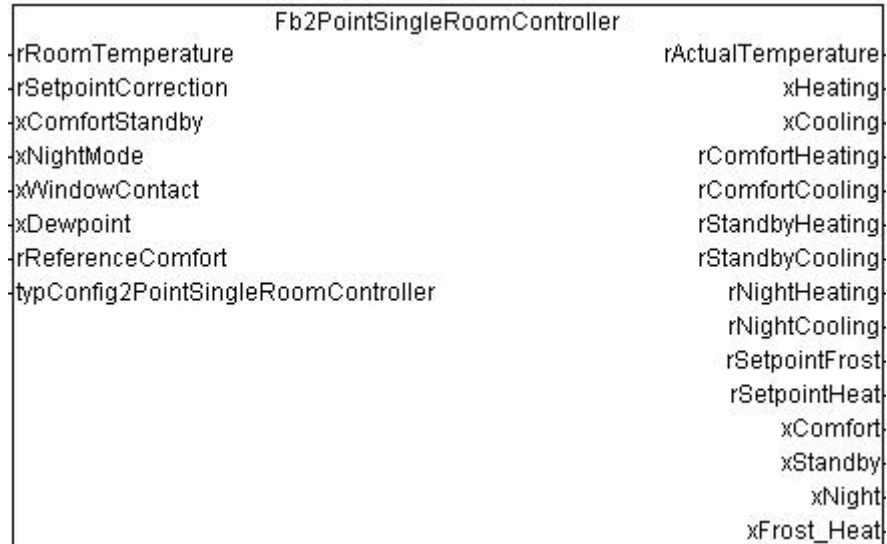 Fb2PointSingleRoomController
rRoomTemperature rActualTemperature
rSetpointCorrection xHeating
xComfortStandby xCooling
xNightMode rComfortHeating
xWindowContact rComfortCooling
xDewpoint rStandbyHeating
rReferenceComfort rStandbyCooling
typConfig2PointSingleRoomController rNightHeating
rNightCooling
rSetpointFrost
rSetpointHeat
xComfort
xStandby
xNight
xFrost_Heat